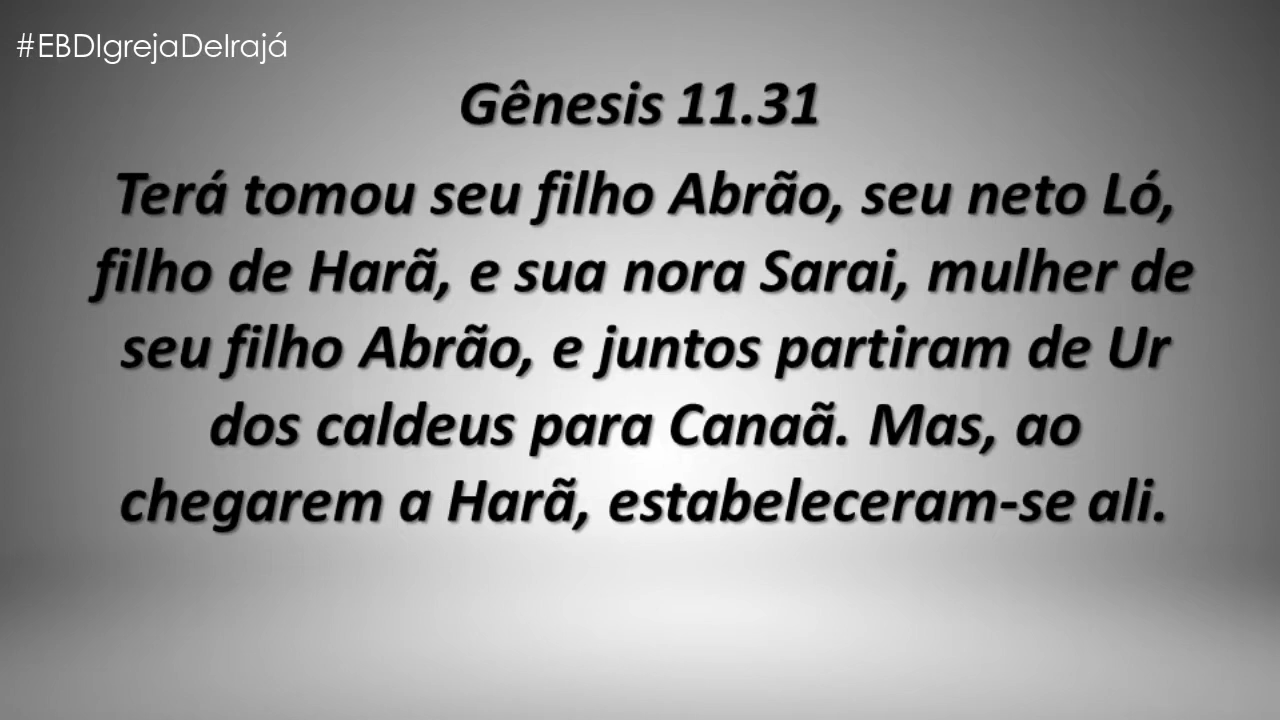 #EBDIgrejaDeIrajá
Gênesis 11.31
Terá tomou seu filho Abrão, seu neto Ló,
filho de Harã, e sua nora Sarai, mulher de
seu filho Abrão, e juntos partiram de Ur
dos caldeus para Canaã. Mas, ao
chegarem a Harã, estabeleceram-se ali.